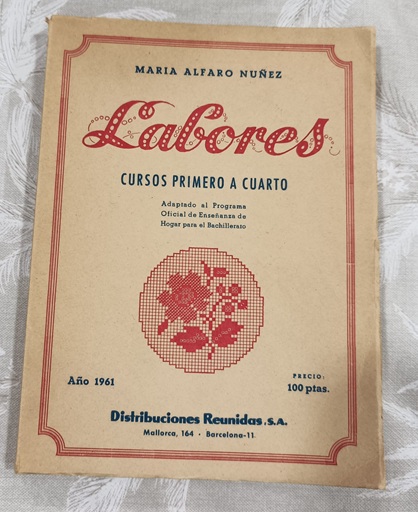 MARIA ALFARO NUÑEZ
Labores
CURSOS PRIMERO A CUARTO
Adaptado al Programa
Oficial de Enseñanza de
Hogar para el Bachillerato
Año 1961
PRECIO:
100 ptas.
Distribuciones Reunidas, S.A.
Mallorca, 164 · Barcelona-11